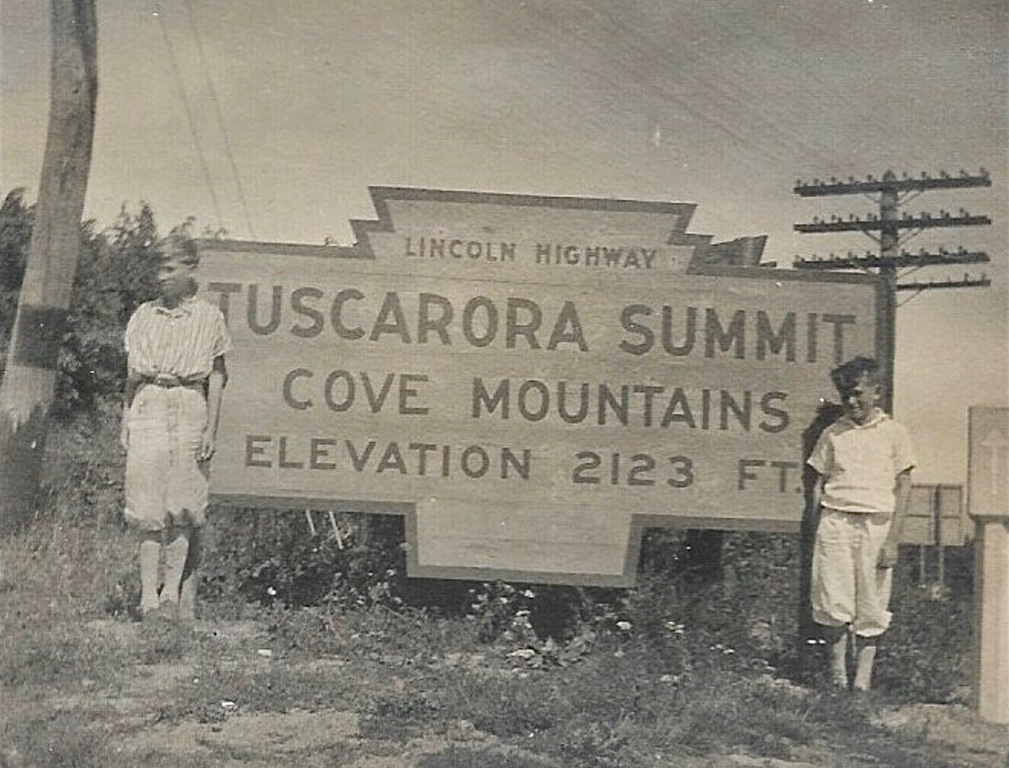 LINCOLN HIGHWAY
TUSCARORA SUMMIT
COVE MOUNTAINS
ELEVATION 2123 FT.